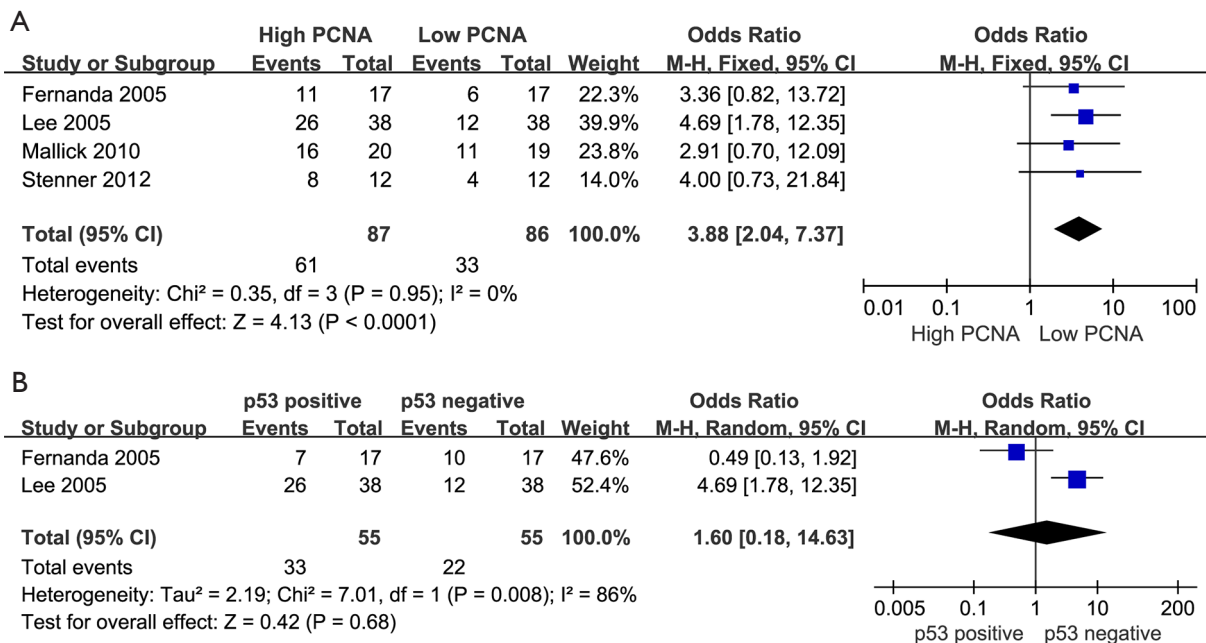 A
High PCNA Low PCNA Odds Ratio Odds Ratio
Study or Subgroup Events Total Events Total Weight M-H, Fixed, 95% CI M-H, Fixed, 95% CI
Fernanda 2005 11 17 6 17 22.3% 3.36 [0.82, 13.72]
Lee 2005 26 38 12 38 39.9% 4.69 [1.78, 12.35]
Mallick 2010 16 20 11 19 23.8% 2.91 [0.70, 12.09]
Stenner 2012 8 12 4 12 14.0% 4.00 [0.73, 21.84]
Total (95% CI) 87 86 100.0% 3.88 [2.04, 7.37]
Total events 61 33
Heterogeneity: Chi² = 0.35, df = 3 (P = 0.95); I² = 0%
Test for overall effect: Z = 4.13 (P < 0.0001)
0.01 0.1 1 10 100
High PCNA Low PCNA
B
p53 positive p53 negative Odds Ratio Odds Ratio
Study or Subgroup Events Total Events Total Weight M-H, Random, 95% CI M-H, Random, 95% CI
Fernanda 2005 7 17 10 17 47.6% 0.49 [0.13, 1.92]
Lee 2005 26 38 12 38 52.4% 4.69 [1.78, 12.35]
Total (95% CI) 55 55 100.0% 1.60 [0.18, 14.63]
Total events 33 22
Heterogeneity: Tau² = 2.19; Chi² = 7.01, df = 1 (P = 0.008); I² = 86%
Test for overall effect: Z = 0.42 (P = 0.68)
0.005 0.1 1 10 200
p53 positive p53 negative